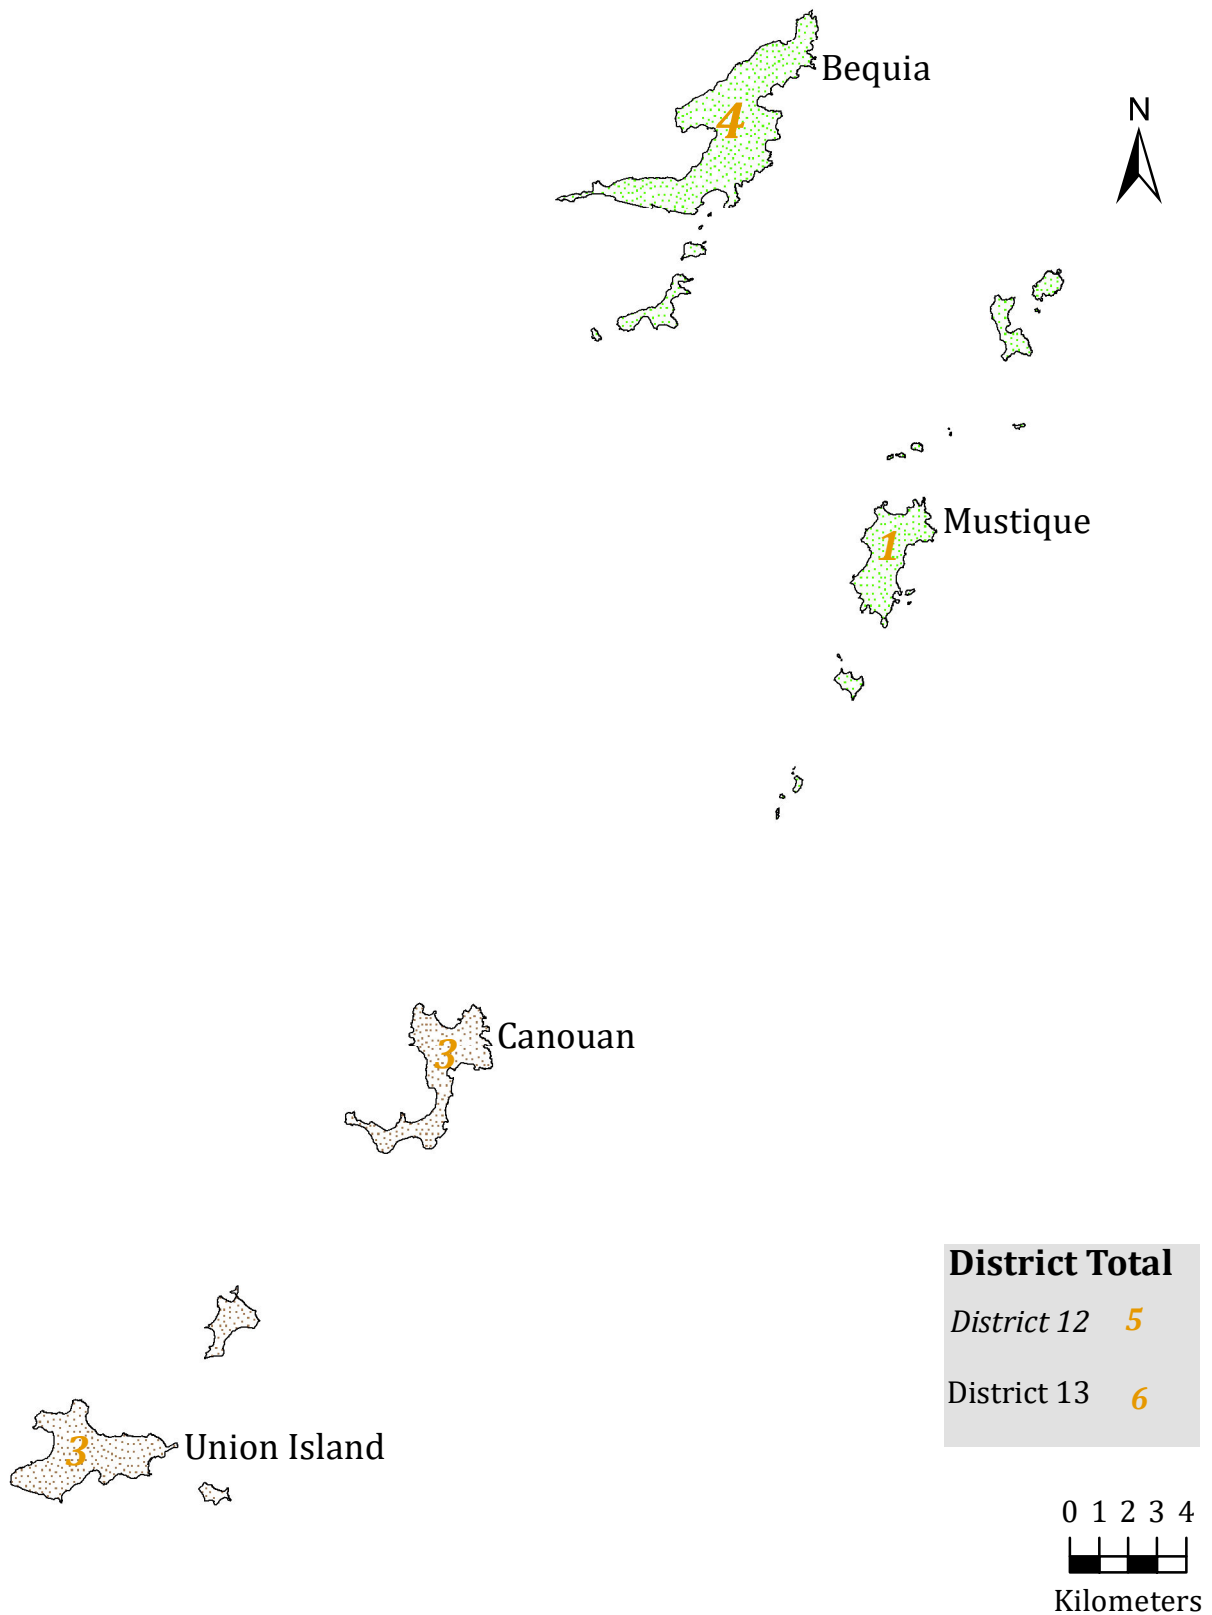 Bequia
4
N
Mustique
1
Canouan
3
District Total
District 12 5
District 13 6
Union Island
3
0 1 2 3 4
Kilometers